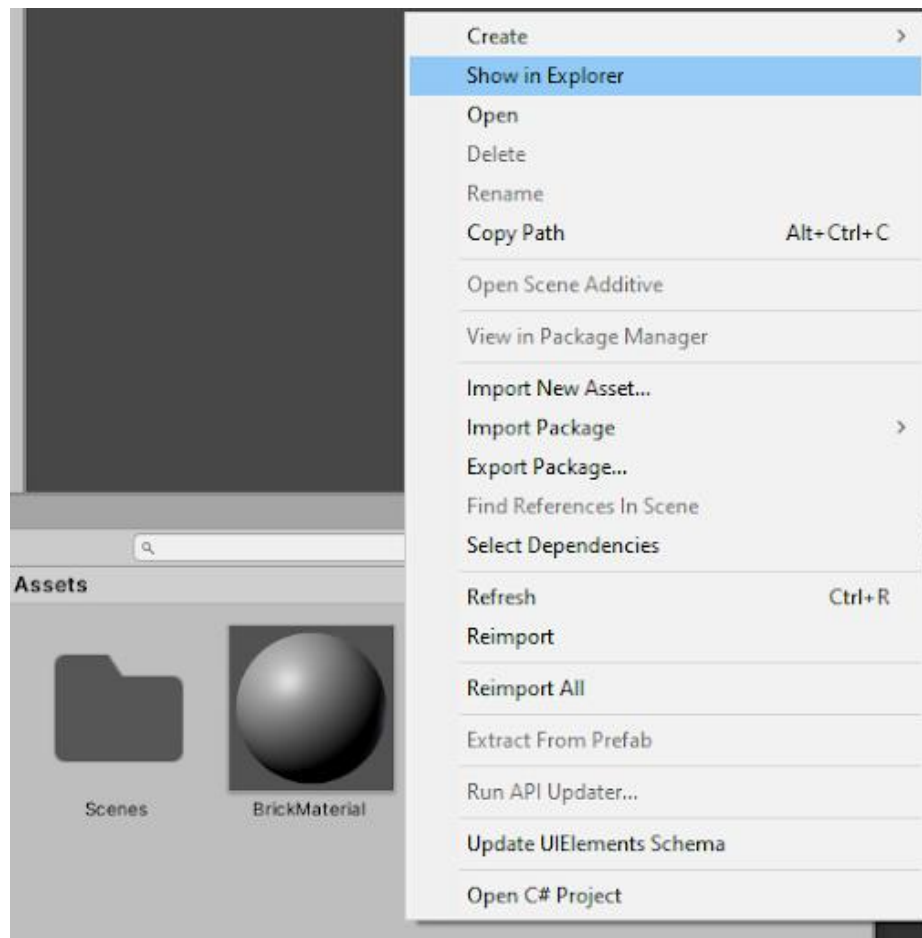 Create
Show in Explorer
Open
Delete
Rename
Copy Path Alt+Ctrl+C
Open Scene Additive
View in Package Manager
Import New Asset...
Import Package
Export Package...
Find References In Scene
Select Dependencies
Refresh Ctrl+R
Reimport
Reimport All
Extract From Prefab
Run API Updater...
Update UIElements Schema
Open C# Project
Assets
Scenes BrickMaterial